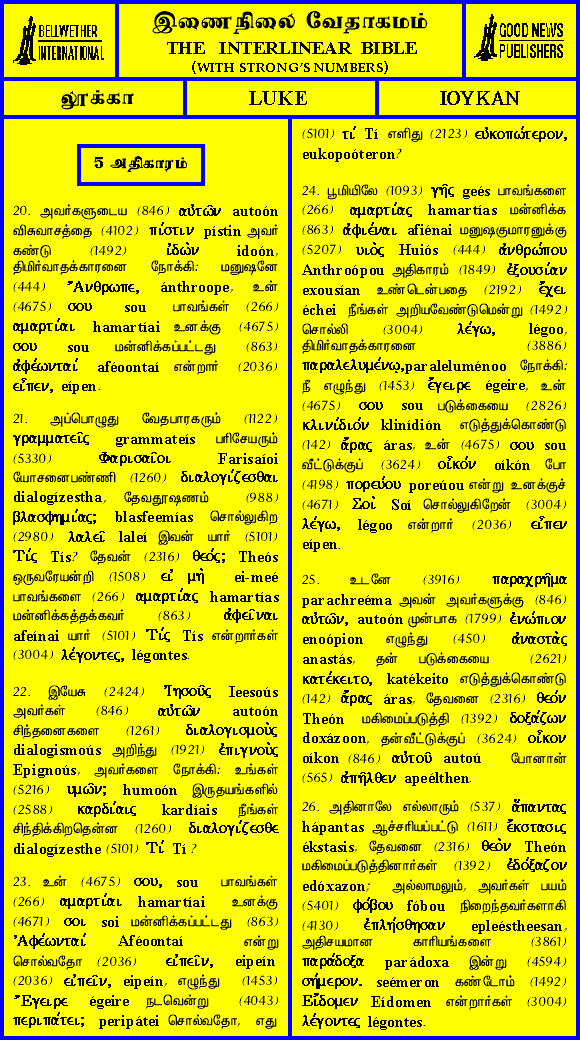 BELLWETHER
INTERNATIONAL
இணைநிலை வேதாகமம்
THE INTERLINEAR BIBLE
(WITH STRONG'S NUMBERS)
GOOD NEWS
PUBLISHERS
லூக்கா
LUKE
ΙΟΥΚΑΝ
5 அதிகாரம்
20. அவர்களுடைய (846) αὐτῶν autoón
விசுவாசத்தை (4102) πίστιν pístin அவர்
கண்டு (1492) ἰδὼν idoón,
திமிர்வாதக்காரனை நோக்கி: மனுஷனே
(444) Ἄνθρωπε, ánthroope, உன்
(4675) σου sou பாவங்கள் (266)
αμαρτίαι hamartíai உனக்கு (4675)
σου sou மன்னிக்கப்பட்டது (863)
ἀφέωνταί aféoontaí என்றார் (2036)
εἶπεν, eípen.
21. அப்பொழுது வேதபாரகரும் (1122)
γραμματεῖς grammateís பரிசேயரும்
(5330) Φαρισαῖοι Farisaíoi
யோசனைபண்ணி (1260) διαλογίζεσθαι
dialogízestha, தேவதூஷணம் (988)
βλασφημίας; blasfeemías சொல்லுகிற
(2980) λαλεῖ laleí இவன் யார் (5101)
Τίς Tís? தேவன் (2316) θεός; Theós
ஒருவரேயன்றி (1508) εἰ μὴ ei-meé
பாவங்களை (266) αμαρτίας hamartías
மன்னிக்கத்தக்கவர் (863) ἀφεῖναι
afeínai யார் (5101) Τίς Tís என்றார்கள்
(3004) λέγοντες, légontes.
22. இயேசு (2424) Ἰησοῦς Ieesoús
அவர்கள் (846) αὐτῶν autoón
சிந்தனைகளை (1261) διαλογισμοὺς
dialogismoús அறிந்து (1921) ἐπιγνοὺς
Epignoús, அவர்களை நோக்கி: உங்கள்
(5216) υμῶν; humoón இருதயங்களில்
(2588) καρδίαις kardíais நீங்கள்
சிந்திக்கிறதென்ன (1260) διαλογίζεσθε
dialogízesthe (5101) Τί Tí ?
23. உன் (4675) σου, sou பாவங்கள்
(266) αμαρτίαι hamartíai உனக்கு
(4671) σοι soi மன்னிக்கப்பட்டது (863)
Ἀφέωνταί Aféoontaí என்று
சொல்வதோ (2036) εἰπεῖν, eipeín
(2036) εἰπεῖν, eipeín, எழுந்து (1453)
Ἔγειρε égeire நடவென்று (4043)
περιπάτει; peripátei சொல்வதோ, எது
(5101) τί Tí எளிது (2123) εὐκοπώτερον,
eukopoóteron?
24. பூமியிலே (1093) γῆς geés பாவங்களை
(266) αμαρτίας hamartías மன்னிக்க
(863) ἀφιέναι afiénai மனுஷகுமாரனுக்கு
(5207) υιὸς Huiós (444) ἀνθρώπου
Anthroópou அதிகாரம் (1849) ἐξουσίαν
exousían உண்டென்பதை (2192) ἔχει
échei நீங்கள் அறியவேண்டுமென்று (1492)
சொல்லி (3004) λέγω, légoo,
திமிர்வாதக்காரனை (3886)
παραλελυμένῳ,paraleluménoo நோக்கி:
நீ எழுந்து (1453) ἔγειρε égeire, உன்
(4675) σου sou படுக்கையை (2826)
κλινίδιόν klinídión எடுத்துக்கொண்டு
(142) ἄρας áras, உன் (4675) σου sou
வீட்டுக்குப் (3624) οἶκόν oíkón போ
(4198) πορεύου poreúou என்று உனக்குச்
(4671) Σοὶ Soí சொல்லுகிறேன் (3004)
λέγω, légoo என்றார் (2036) εἶπεν
eípen.
25. உடனே (3916) παραχρῆμα
parachreéma அவன் அவர்களுக்கு (846)
αὐτῶν, autoón முன்பாக (1799) ἐνώπιον
enoópion எழுந்து (450) ἀναστὰς
anastás, தன் படுக்கையை (2621)
κατέκειτο, katékeito எடுத்துக்கொண்டு
(142) ἄρας áras, தேவனை (2316) θεόν
Theón மகிமைப்படுத்தி (1392) δοξάζων
doxázoon, தன்வீட்டுக்குப் (3624) οἶκον
oíkon (846) αὐτοῦ autoú போனான்
(565) ἀπῆλθεν apeélthen.
26. அதினாலே எல்லாரும் (537) ἅπαντας
hápantas ஆச்சரியப்பட்டு (1611) ἔκστασις
ékstasis, தேவனை (2316) θεὸν Theón
மகிமைப்படுத்தினார்கள் (1392) ἐδόξαζον
edóxazon; அல்லாமலும், அவர்கள் பயம்
(5401) φόβου fóbou நிறைந்தவர்களாகி
(4130) ἐπλήσθησαν epleéstheesan,
அதிசயமான காரியங்களை (3861)
παράδοξα parádoxa இன்று (4594)
σήμερον. seémeron கண்டோம் (1492)
Εἴδομεν Eídomen என்றார்கள் (3004)
λέγοντες légontes.